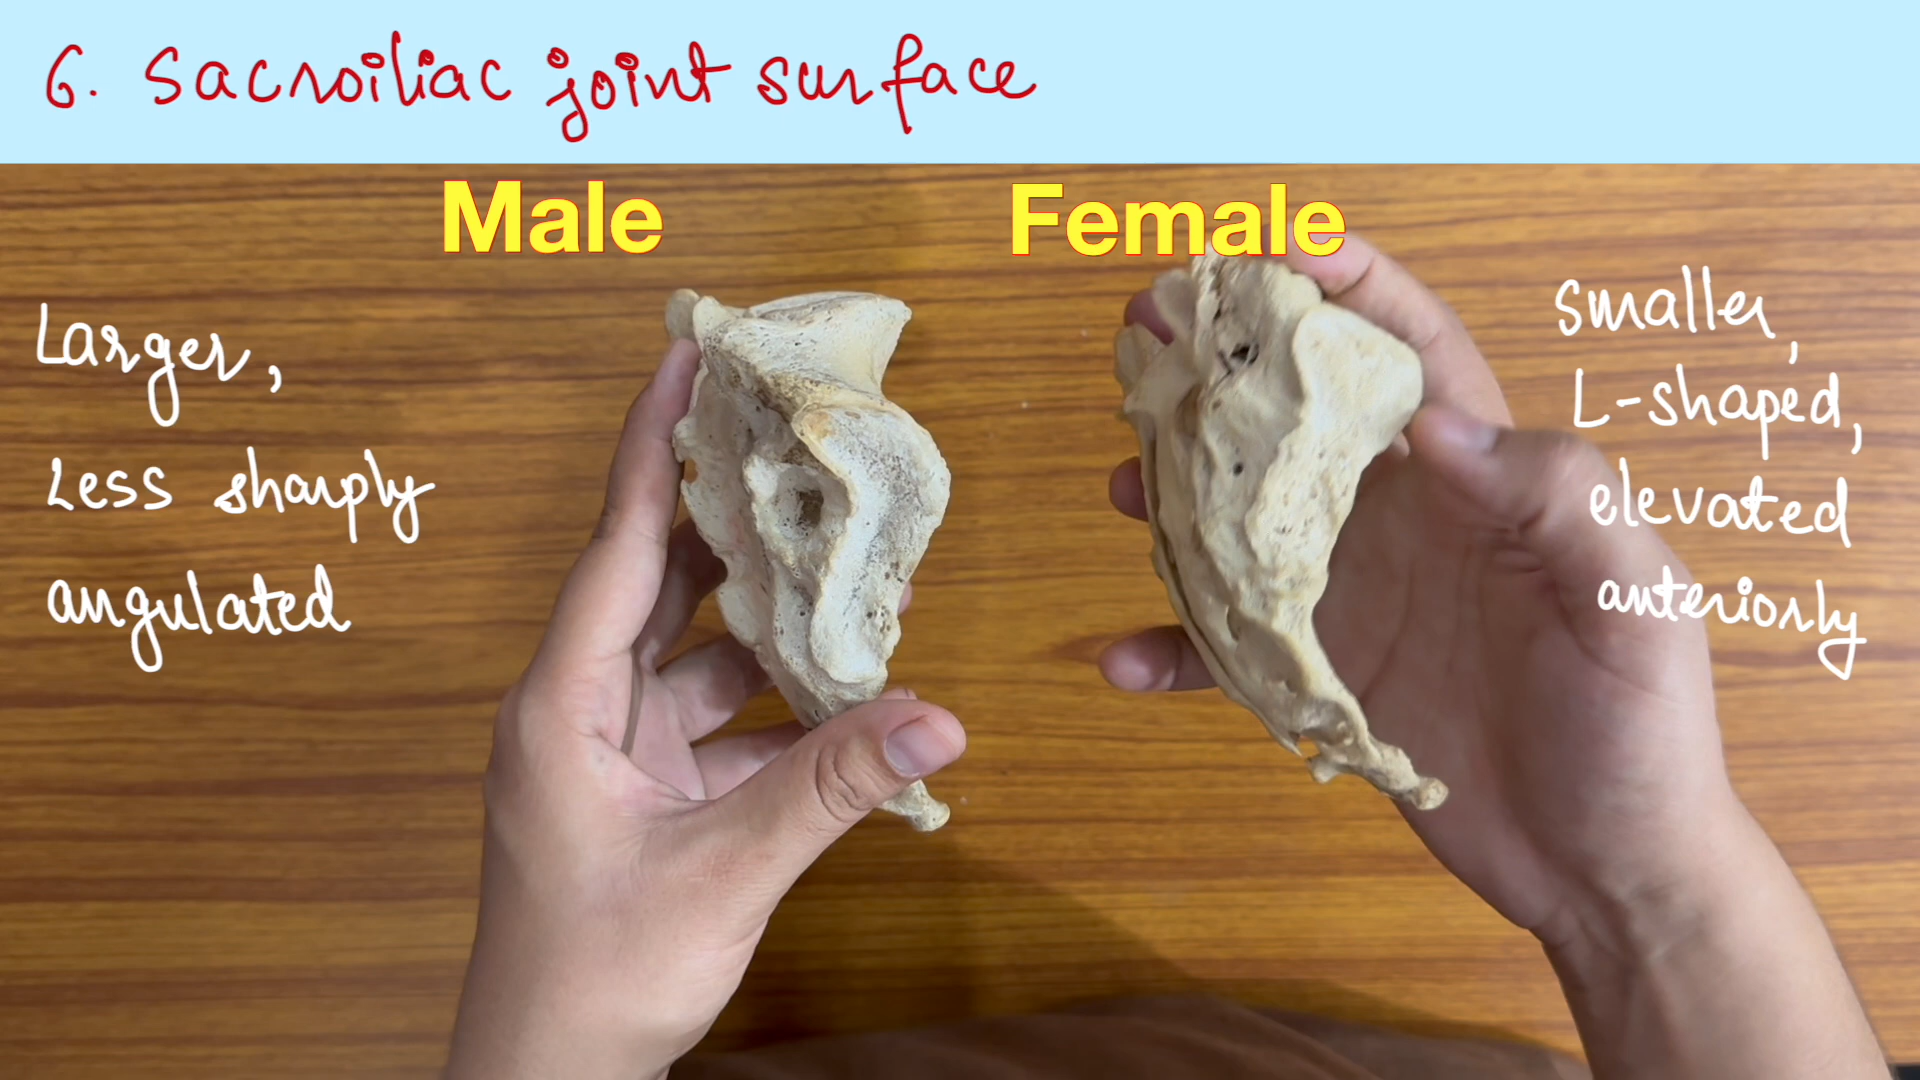 6. Sacroiliac joint surface
Male
Female
Larger,
Less sharply
angulated
smaller,
L-shaped,
elevated
anteriorly